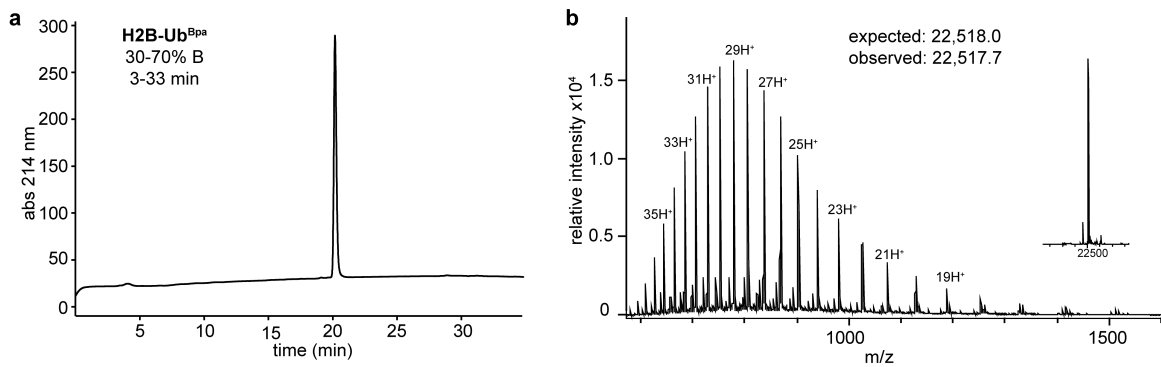 a
H2B-Ub^Bpa
30-70% B
3-33 min
abs 214 nm
300
250
200
150
100
50
0
5
10
15
20
25
30
time (min)
b
expected: 22,518.0
observed: 22,517.7
relative intensity x10⁴
1.5
1.0
0.5
0
35H⁺
33H⁺
31H⁺
29H⁺
27H⁺
25H⁺
23H⁺
21H⁺
19H⁺
22500
1000
1500
m/z